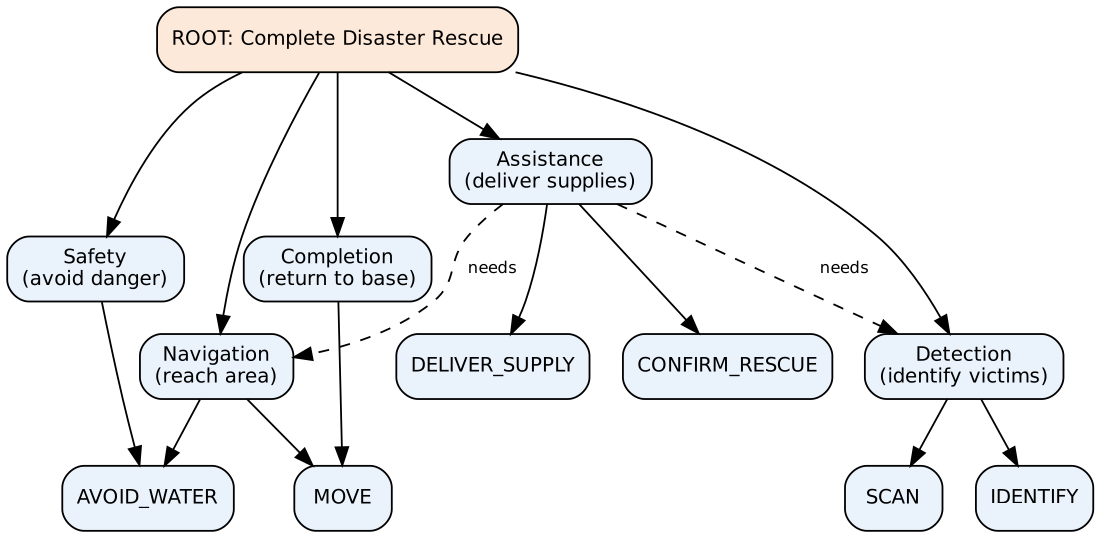 ROOT: Complete Disaster Rescue
Assistance
(deliver supplies)
Safety
(avoid danger)
Completion
(return to base)
needs
needs
Navigation
(reach area)
DELIVER_SUPPLY
CONFIRM_RESCUE
Detection
(identify victims)
AVOID_WATER
MOVE
SCAN
IDENTIFY